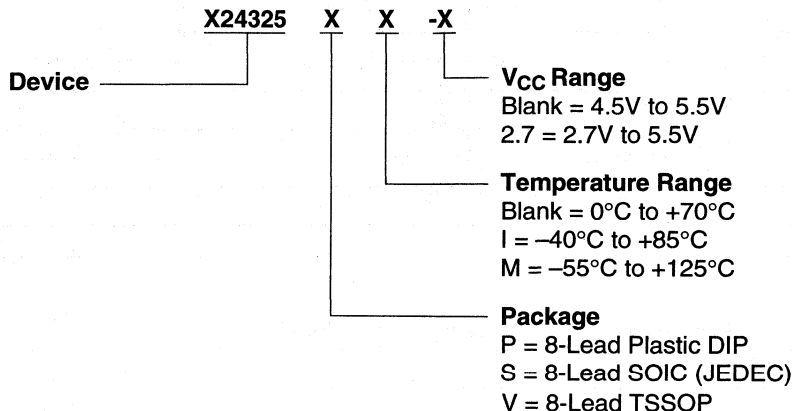 X24325 X X -X
Device
VCC Range
Blank = 4.5V to 5.5V
2.7 = 2.7V to 5.5V
Temperature Range
Blank = 0°C to +70°C
I = –40°C to +85°C
M = –55°C to +125°C
Package
P = 8-Lead Plastic DIP
S = 8-Lead SOIC (JEDEC)
V = 8-Lead TSSOP